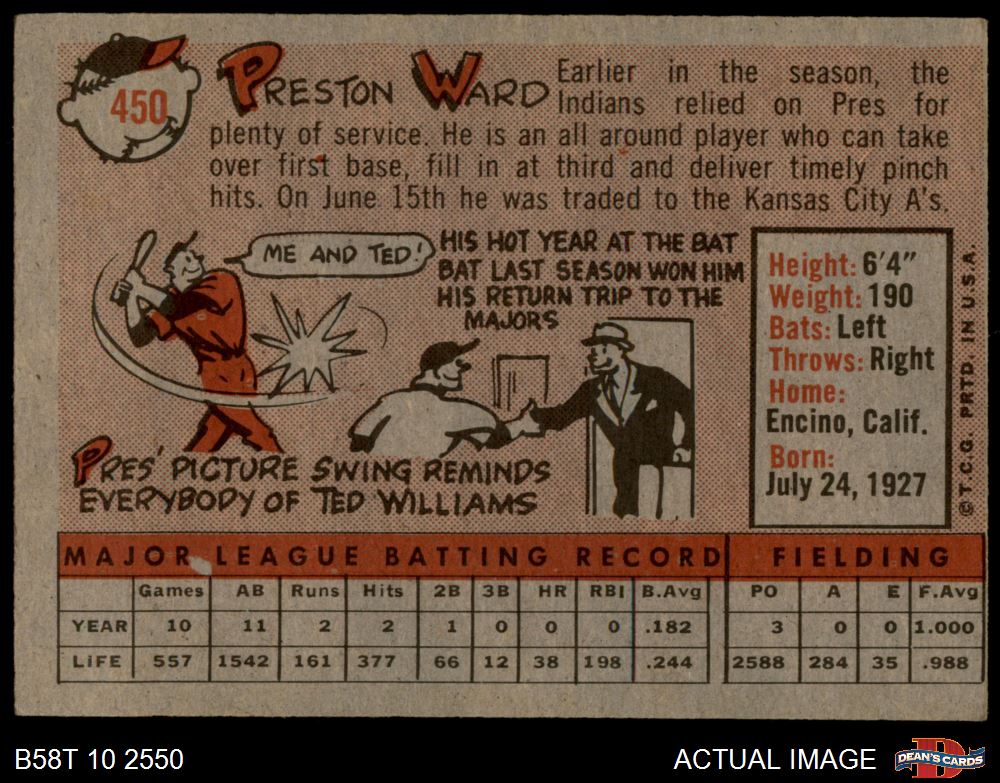 450
PRESTON WARD
Earlier in the season, the
Indians relied on Pres for
plenty of service. He is an all around player who can take
over first base, fill in at third and deliver timely pinch
hits. On June 15th he was traded to the Kansas City A's.
ME AND TED!
HIS HOT YEAR AT THE BAT
BAT LAST SEASON WON HIM
HIS RETURN TRIP TO THE
MAJORS
PRES' PICTURE SWING REMINDS
EVERYBODY OF TED WILLIAMS
Height: 6'4"
Weight: 190
Bats: Left
Throws: Right
Home:
Encino, Calif.
Born:
July 24, 1927
© T.C.G. PRTD. IN U.S.A.
MAJOR LEAGUE BATTING RECORD FIELDING
Games AB Runs Hits 2B 3B HR RBI B.Avg PO A E F.Avg
YEAR 10 11 2 2 1 0 0 0 .182 3 0 0 1.000
LIFE 557 1542 161 377 66 12 38 198 .244 2588 284 35 .988
B58T 10 2550
ACTUAL IMAGE
D
DEAN'S CARDS